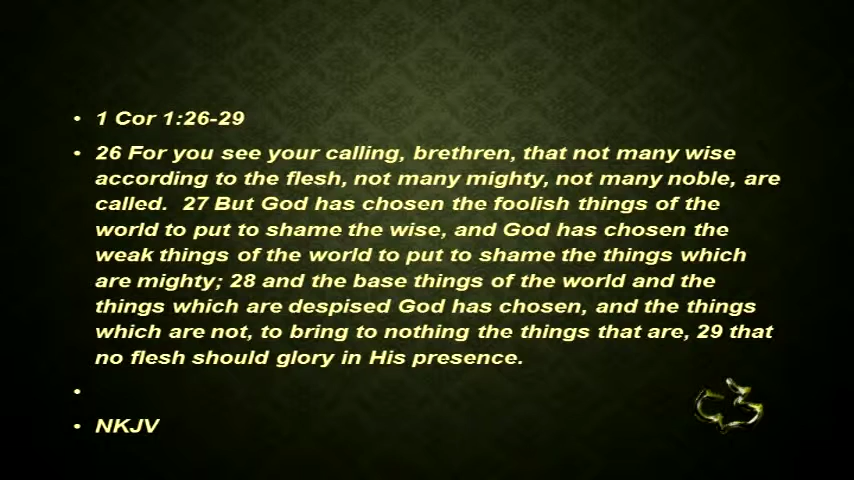 • 1 Cor 1:26-29
• 26 For you see your calling, brethren, that not many wise
according to the flesh, not many mighty, not many noble, are
called.  27 But God has chosen the foolish things of the
world to put to shame the wise, and God has chosen the
weak things of the world to put to shame the things which
are mighty; 28 and the base things of the world and the
things which are despised God has chosen, and the things
which are not, to bring to nothing the things that are, 29 that
no flesh should glory in His presence.
•
• NKJV
C3